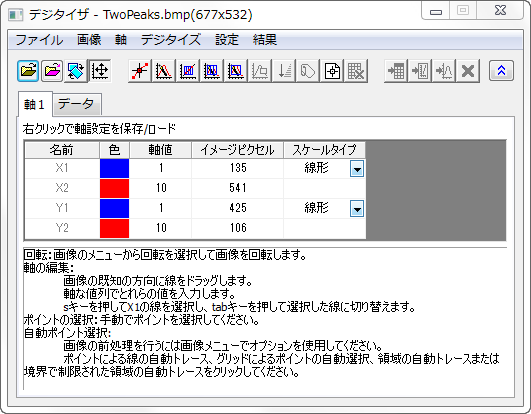 デジタイザ - TwoPeaks.bmp(677x532)
ファイル 画像 軸 デジタイズ 設定 結果
軸 1 データ
右クリックで軸設定を保存/ロード
名前 色 軸値 イメージピクセル スケールタイプ
X1 1 135 線形
X2 10 541
Y1 1 425 線形
Y2 10 106
回転: 画像のメニューから回転を選択して画像を回転します。
軸の編集:
画像の既知の方向に線をドラッグします。
軸な値列でとれらの値を入力します。
sキーを押してX1の線を選択し、tabキーを押して選択した線に切り替えます。
ポイントの選択: 手動でポイントを選択してください。
自動ポイント選択:
画像の前処理を行うには画像メニューでオプションを使用してください。
ポイントによる線の自動トレース、グリッドによるポイントの自動選択、領域の自動トレースまたは
境界で制限された領域の自動トレースをクリックしてください。